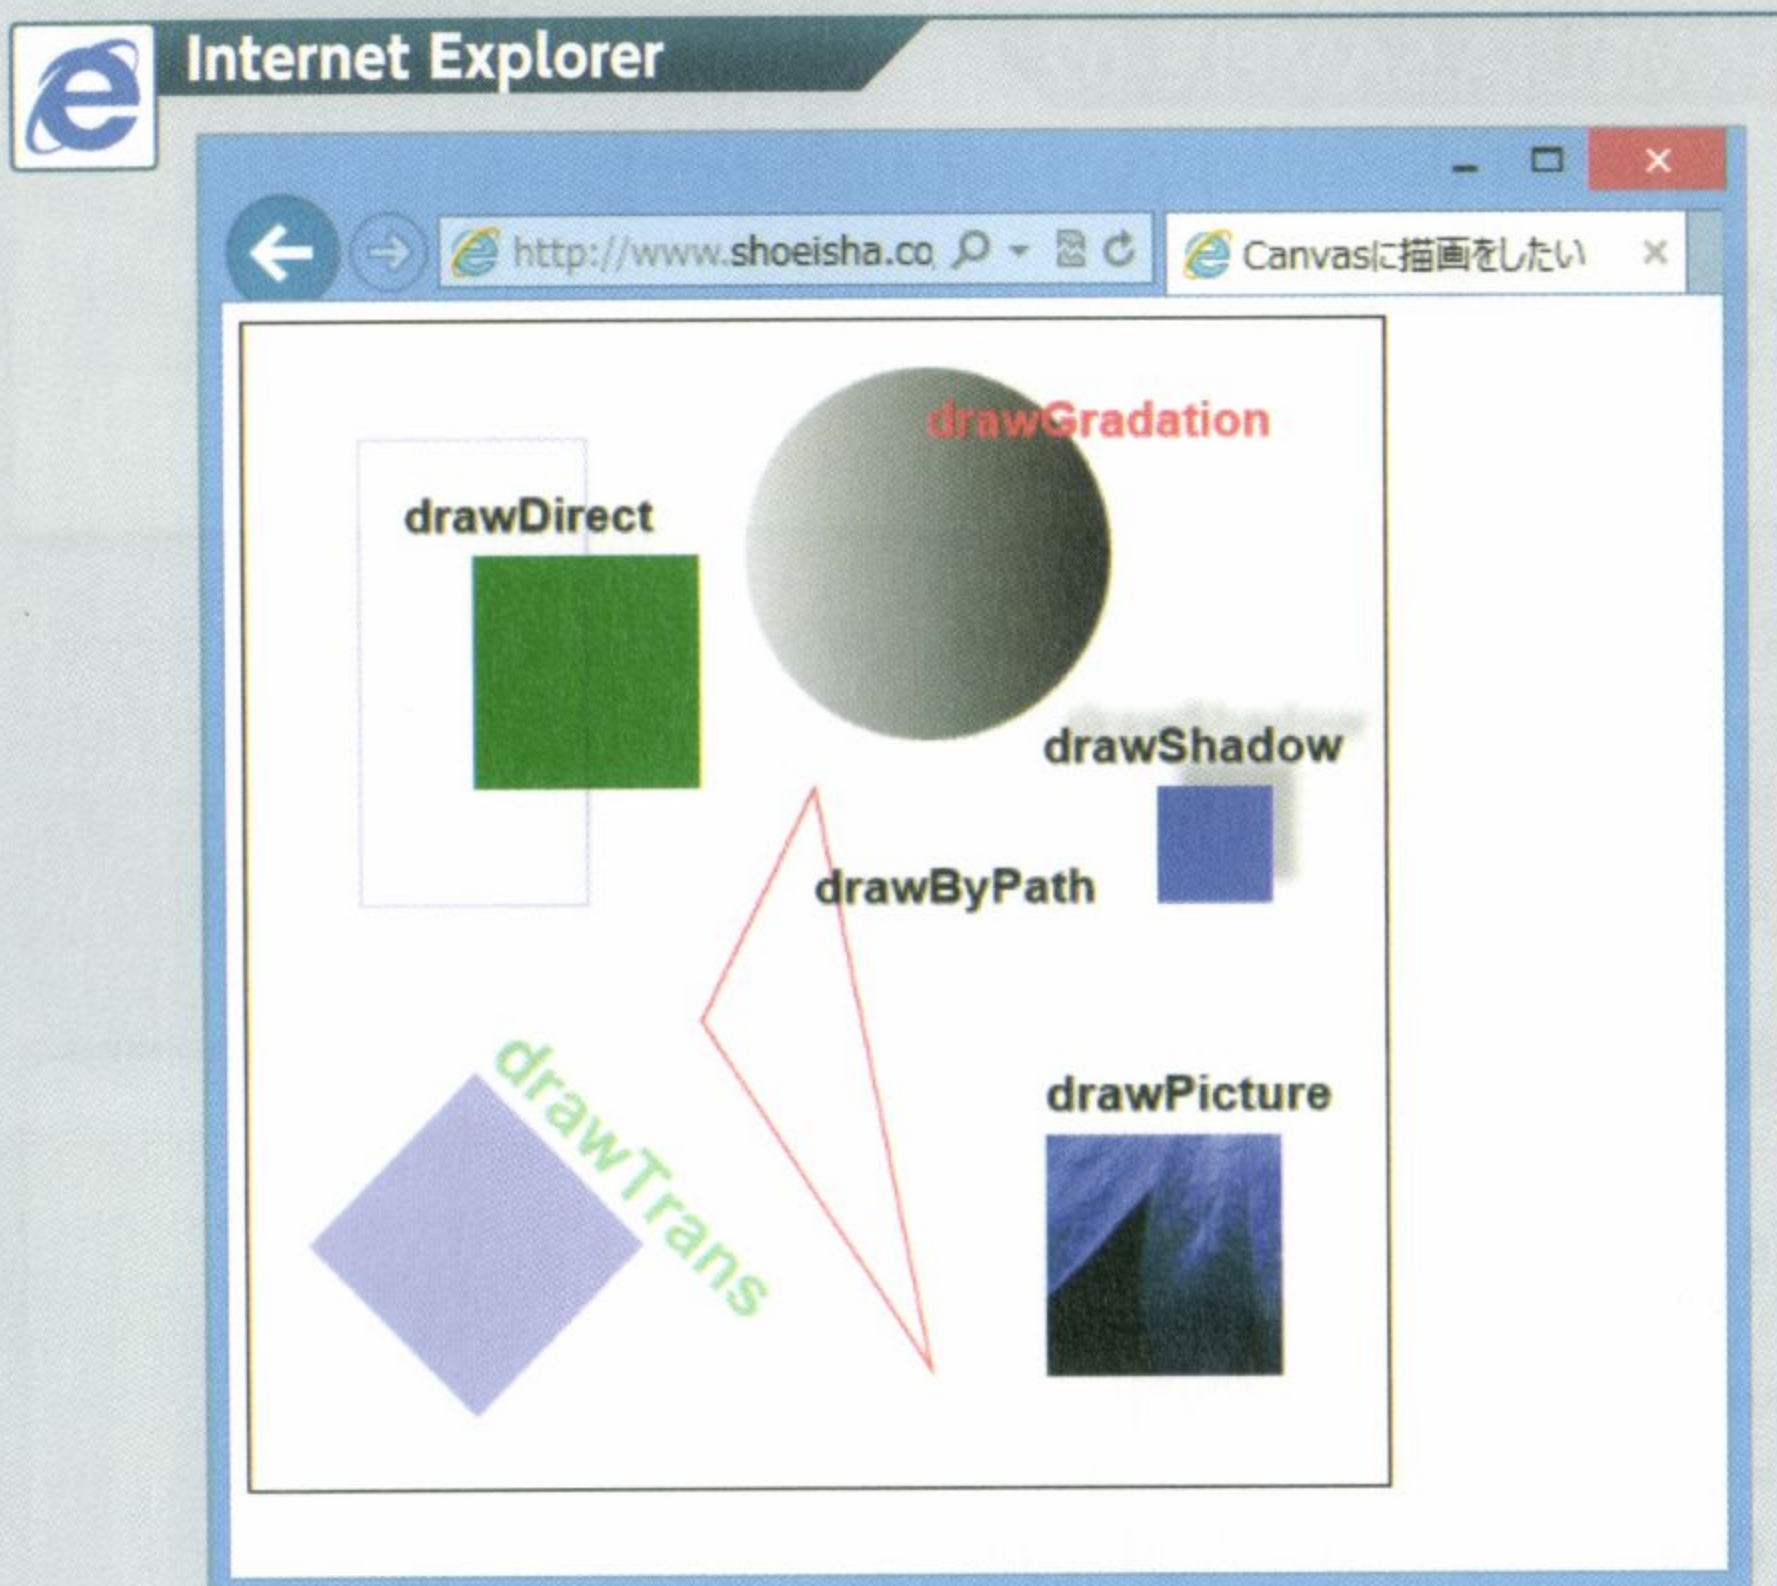 Internet Explorer
http://www.shoeisha.co
Canvasに描画をしたい
drawGradation
drawDirect
drawShadow
drawByPath
drawTrans
drawPicture